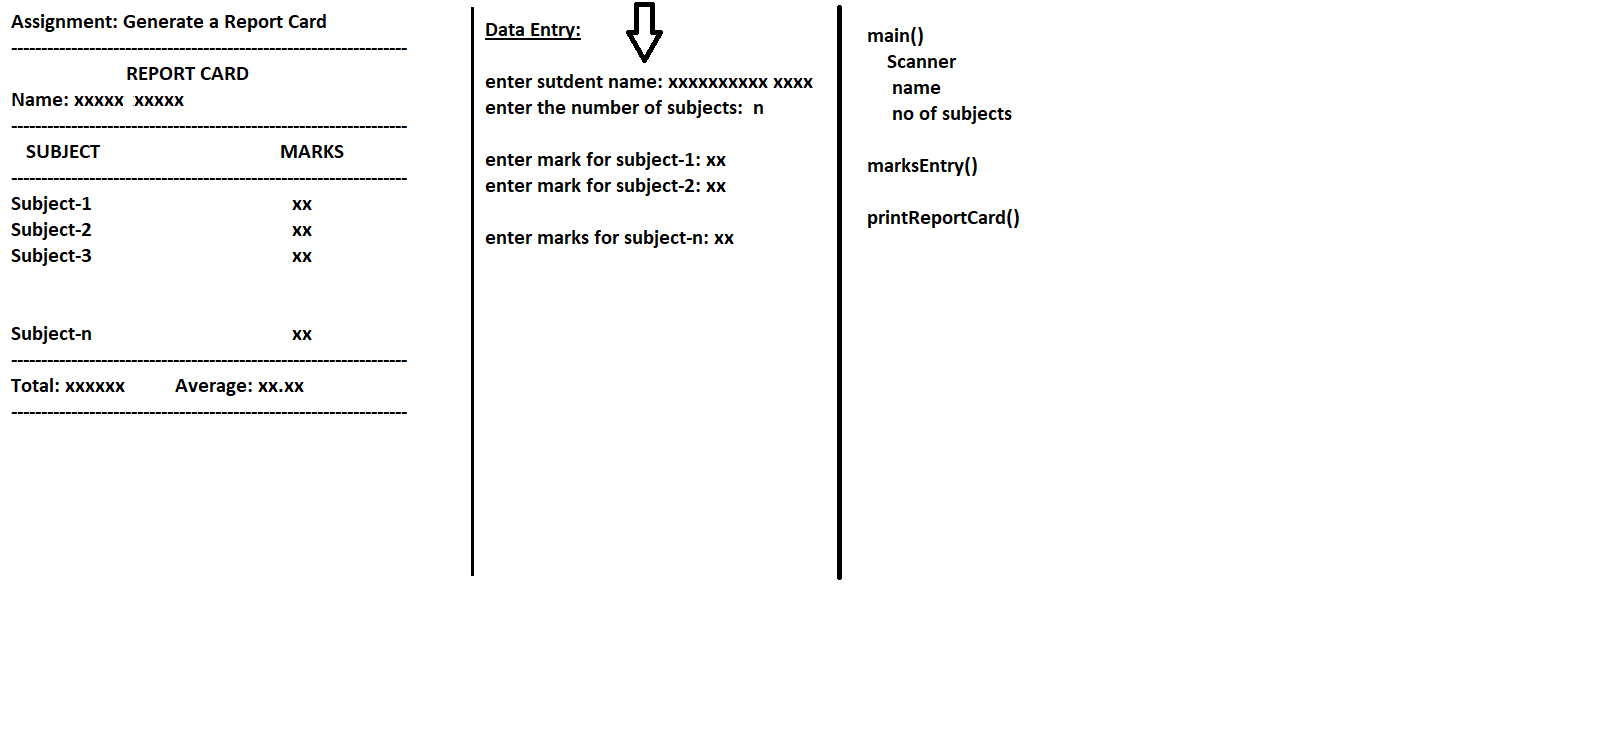 Assignment: Generate a Report Card
------------------------------------------------------------------
REPORT CARD
Name: xxxxx  xxxxx
------------------------------------------------------------------
SUBJECT MARKS
------------------------------------------------------------------
Subject-1 xx
Subject-2 xx
Subject-3 xx
Subject-n xx
------------------------------------------------------------------
Total: xxxxxx Average: xx.xx
------------------------------------------------------------------
Data Entry:
enter sutdent name: xxxxxxxxxx xxxx
enter the number of subjects:  n
enter mark for subject-1: xx
enter mark for subject-2: xx
enter marks for subject-n: xx
main()
Scanner
name
no of subjects
marksEntry()
printReportCard()